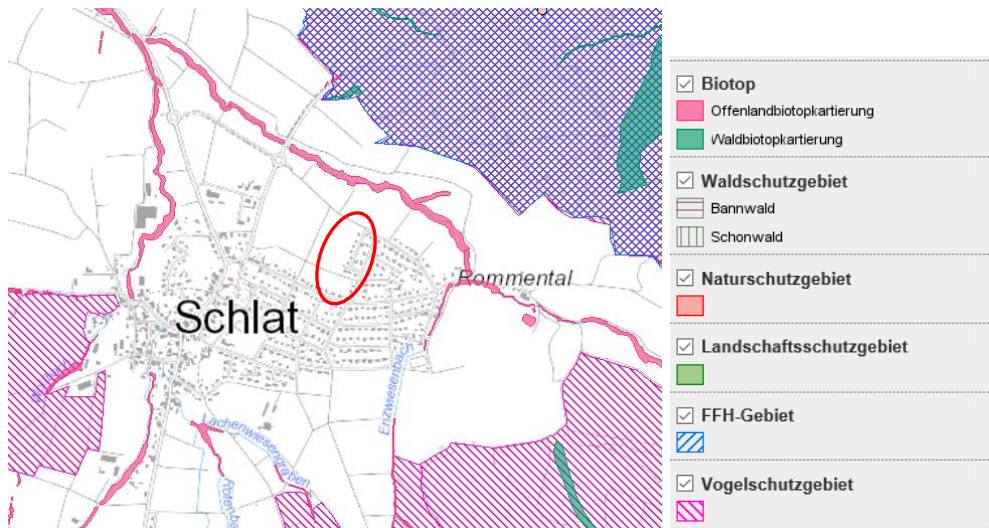 Rommental
Schlat
Enzwiesenbach
Lachenwiesengraben
Biotop
Offenlandbiotopkartierung
Waldbiotopkartierung
Waldschutzgebiet
Bannwald
Schonwald
Naturschutzgebiet
Landschaftsschutzgebiet
FFH-Gebiet
Vogelschutzgebiet